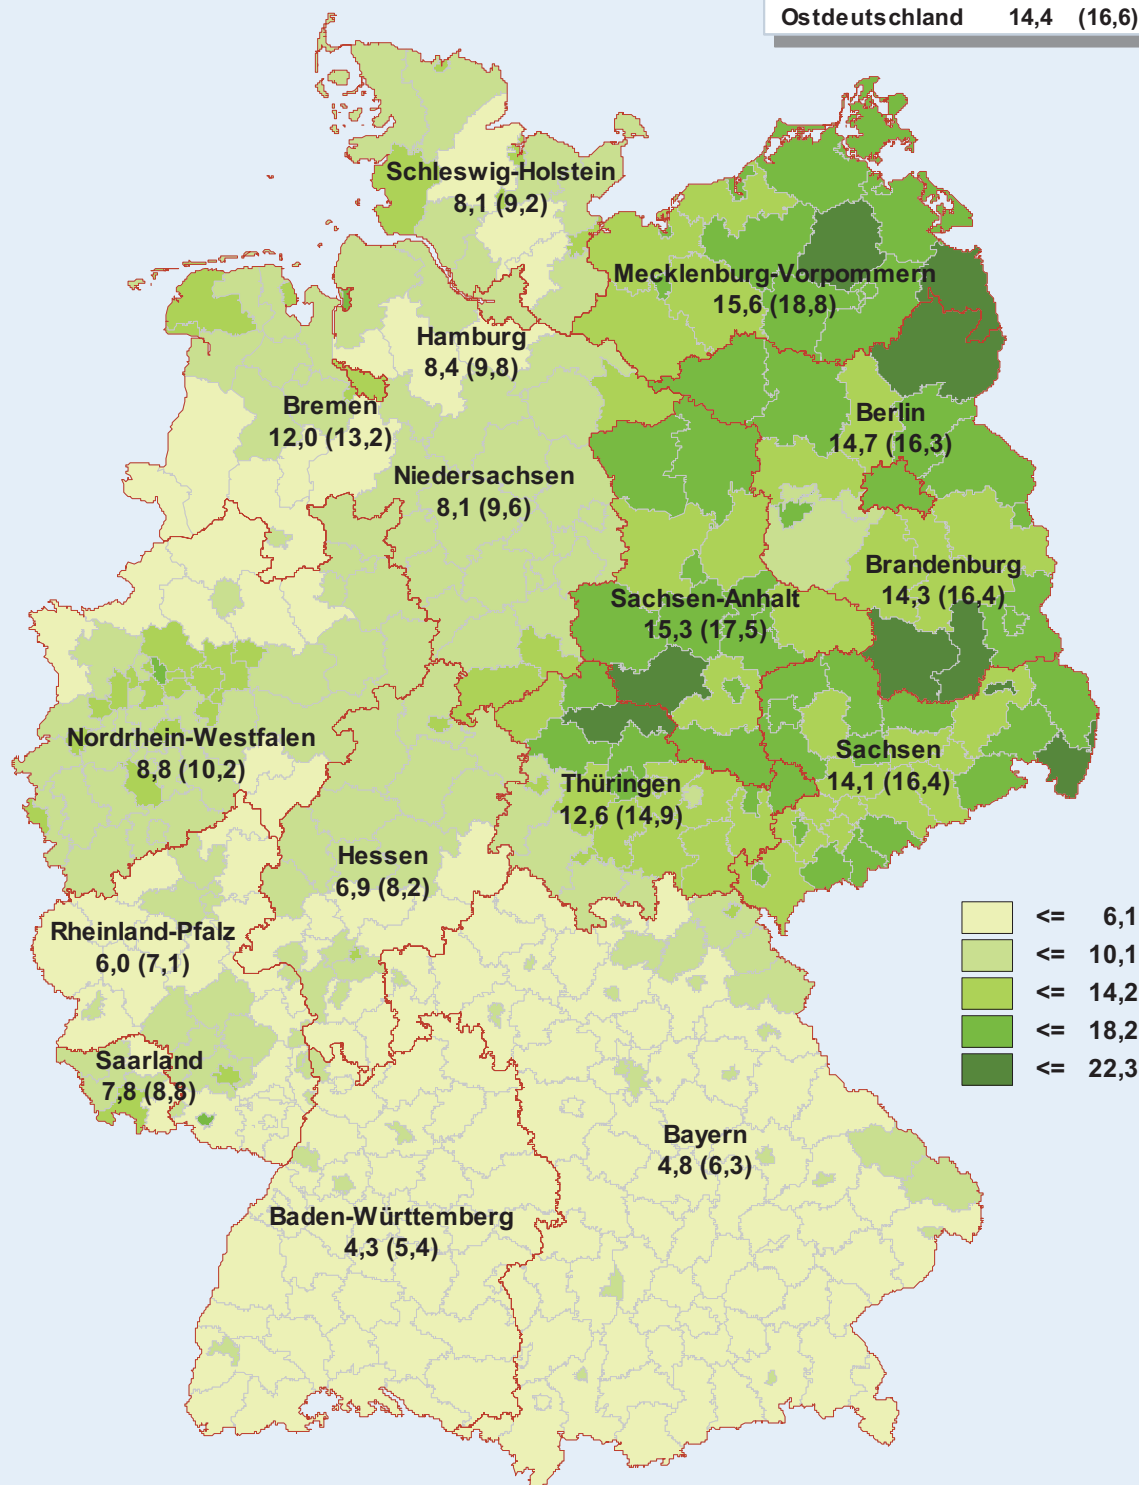 Ostdeutschland 14,4 (16,6)
Schleswig-Holstein
8,1 (9,2)
Mecklenburg-Vorpommern
15,6 (18,8)
Hamburg
8,4 (9,8)
Bremen
12,0 (13,2)
Berlin
14,7 (16,3)
Niedersachsen
8,1 (9,6)
Brandenburg
14,3 (16,4)
Sachsen-Anhalt
15,3 (17,5)
Nordrhein-Westfalen
8,8 (10,2)
Sachsen
14,1 (16,4)
Thüringen
12,6 (14,9)
Hessen
6,9 (8,2)
Rheinland-Pfalz
6,0 (7,1)
<= 6,1
<= 10,1
<= 14,2
<= 18,2
<= 22,3
Saarland
7,8 (8,8)
Bayern
4,8 (6,3)
Baden-Württemberg
4,3 (5,4)